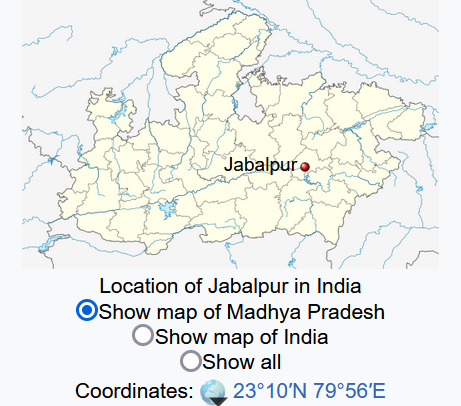 Jabalpur
Location of Jabalpur in India
Show map of Madhya Pradesh
Show map of India
Show all
Coordinates: 23°10′N 79°56′E